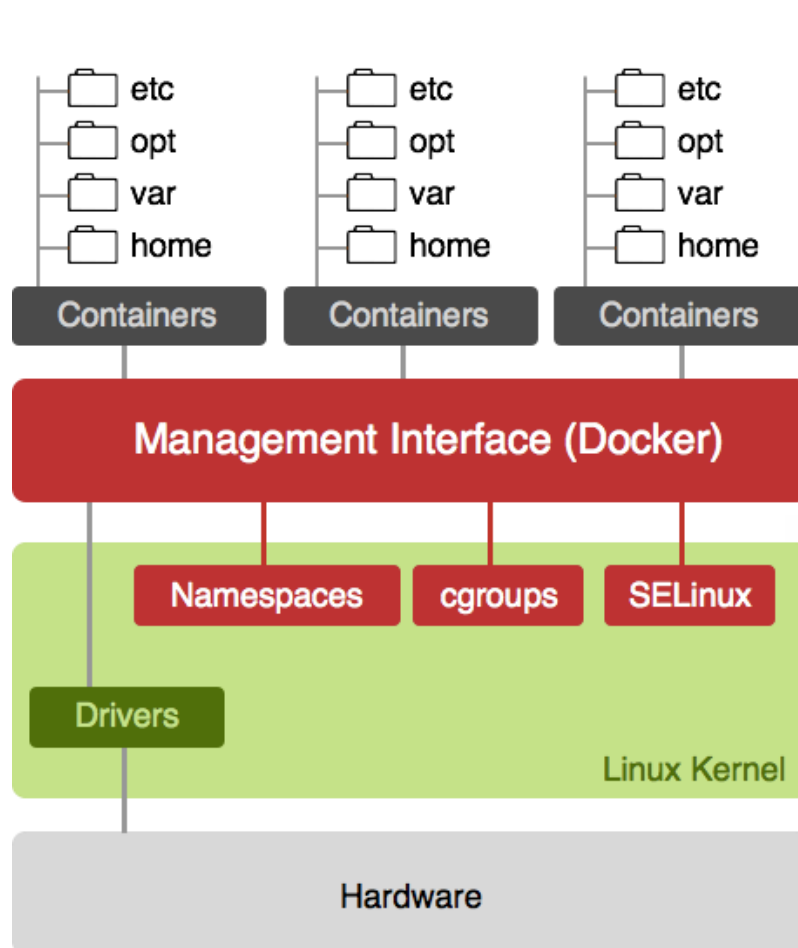 etc etc etc
opt opt opt
var var var
home home home
Containers Containers Containers
Management Interface (Docker)
Namespaces cgroups SELinux
Drivers
Linux Kernel
Hardware